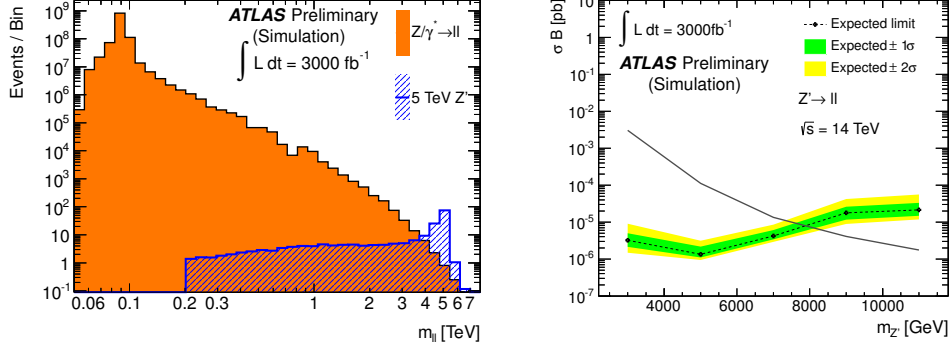 Events / Bin
10⁹
10⁸
10⁷
10⁶
10⁵
10⁴
10³
10²
10
1
10⁻¹
ATLAS Preliminary
(Simulation)
∫ L dt = 3000 fb⁻¹
Z/γ* →ll
5 TeV Z'
0.06 0.1 0.2 0.3 1 2 3 4 5 6 7
m_ll [TeV]
σ B [pb]
10
1
10⁻¹
10⁻²
10⁻³
10⁻⁴
10⁻⁵
10⁻⁶
10⁻⁷
∫ L dt = 3000fb⁻¹
ATLAS Preliminary
(Simulation)
Expected limit
Expected ± 1σ
Expected ± 2σ
Z' → ll
√s = 14 TeV
4000 6000 8000 10000
m_Z' [GeV]